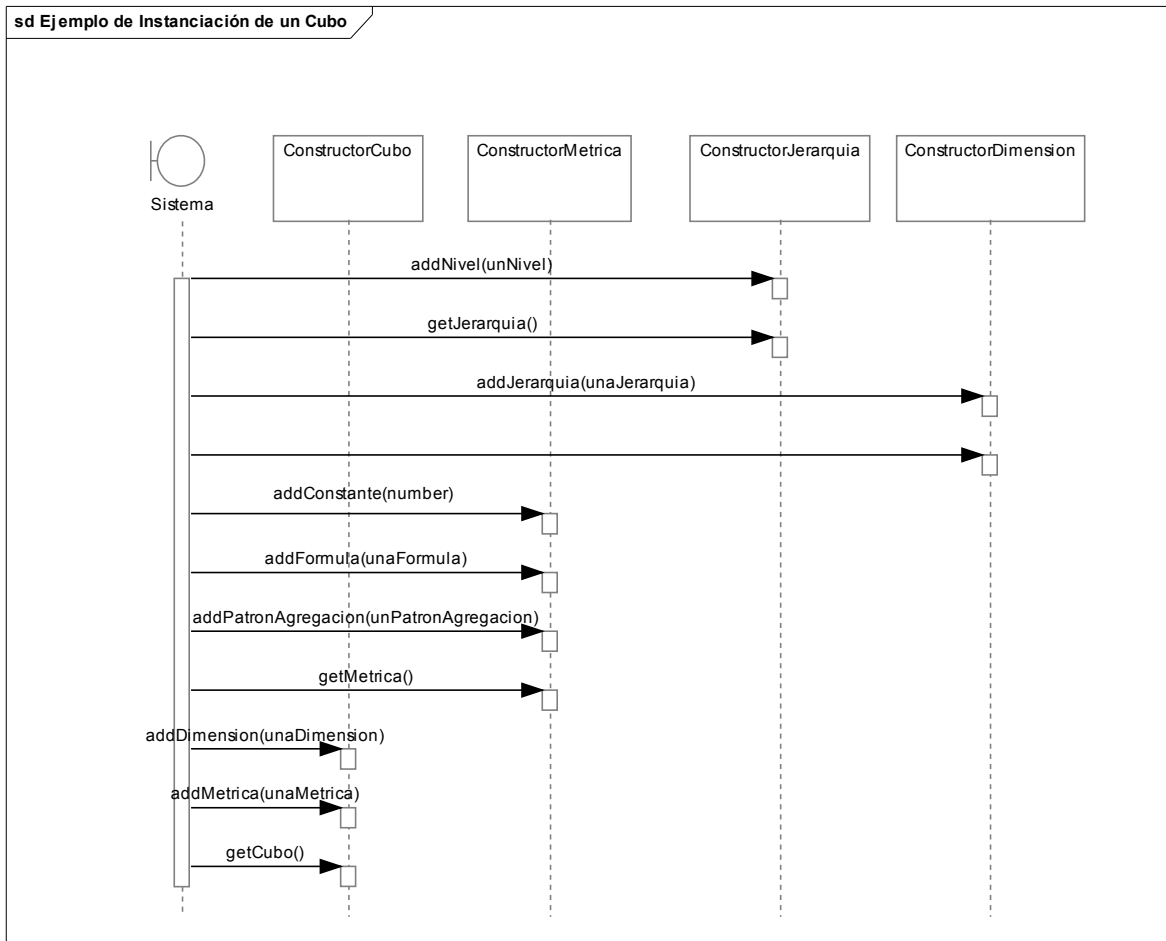 sd Ejemplo de Instanciación de un Cubo
Sistema
ConstructorCubo
ConstructorMetrica
ConstructorJerarquia
ConstructorDimension
addNivel(unNivel)
getJerarquia()
addJerarquia(unaJerarquia)
addConstante(number)
addFormula(unaFormula)
addPatronAgregacion(unPatronAgregacion)
getMetrica()
addDimension(unaDimension)
addMetrica(unaMetrica)
getCubo()